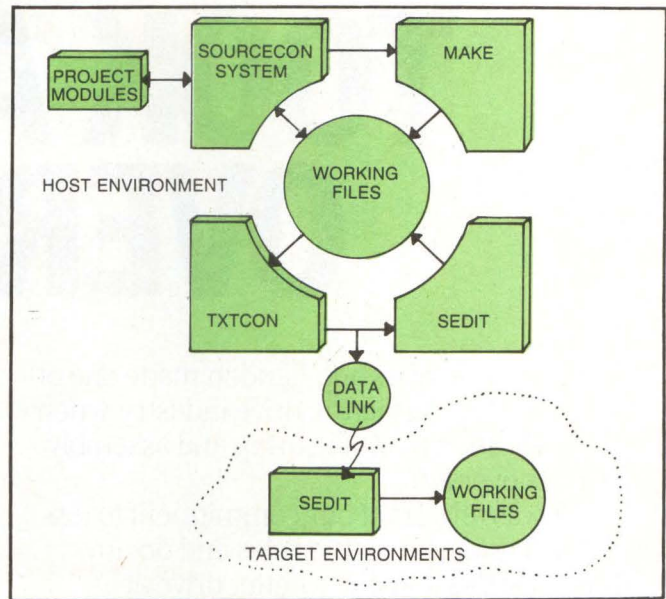 SOURCECON
SYSTEM
MAKE
PROJECT
MODULES
HOST ENVIRONMENT
WORKING
FILES
TXTCON
SEDIT
DATA
LINK
SEDIT
WORKING
FILES
TARGET ENVIRONMENTS